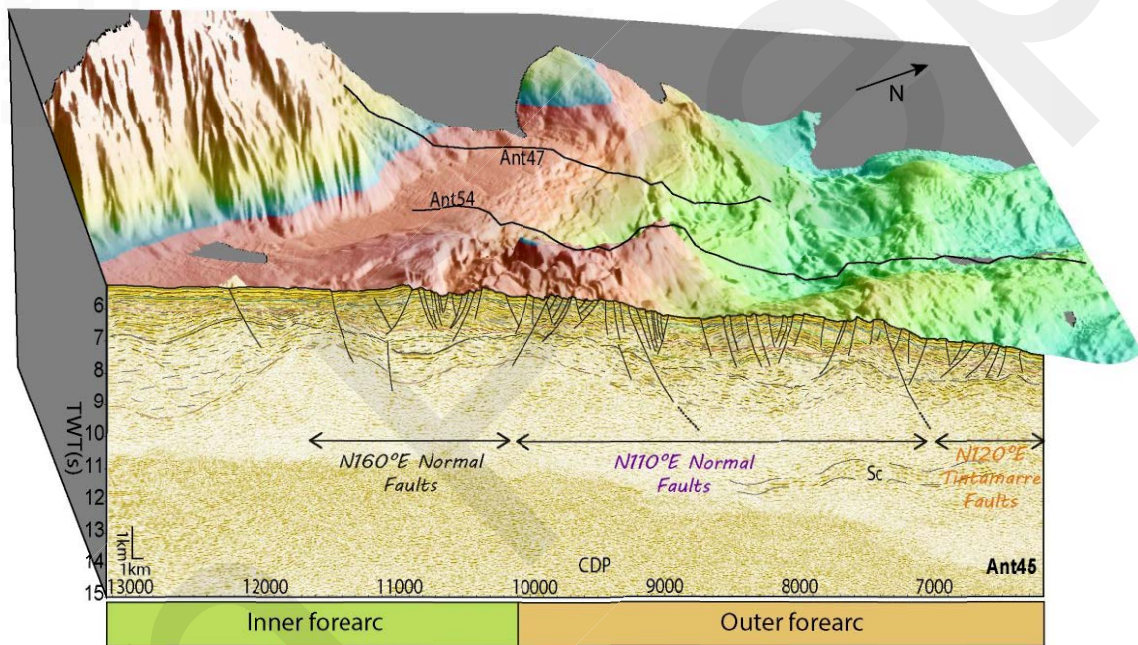 N
Ant47
Ant54
6
7
8
9
10
11
12
13
14
15
TWT(s)
N160°E Normal
Faults
N110°E Normal
Faults
N120°E
Tintamarre
Faults
Sc
1km
1km
CDP
Ant45
13000 12000 11000 10000 9000 8000 7000
Inner forearc Outer forearc